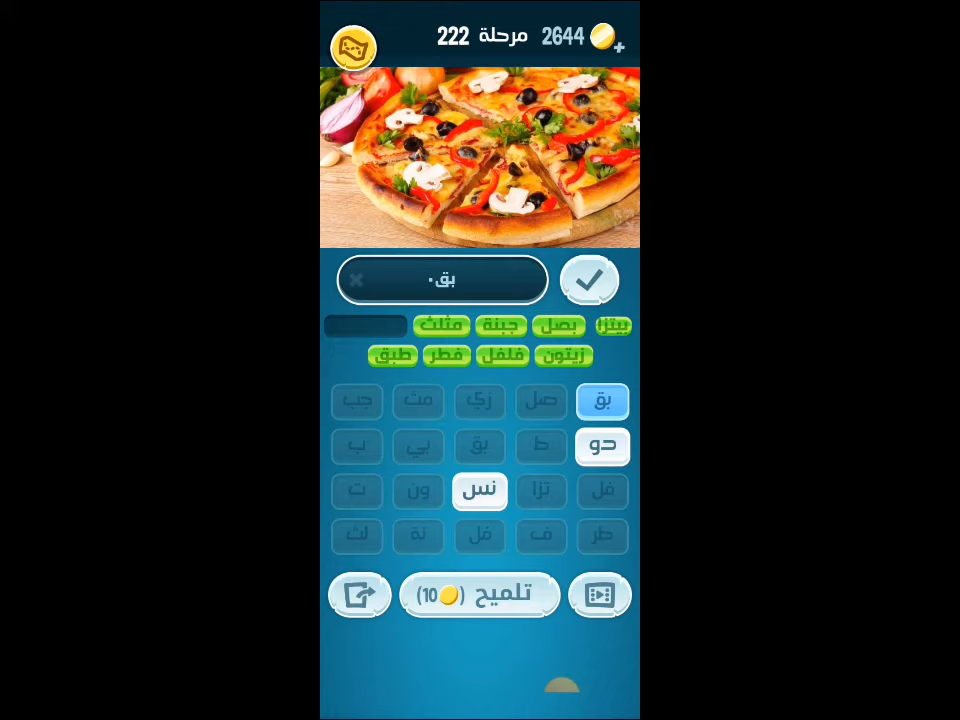 2644 مرحلة 222
بق.
بيتزا بصل جبنة مثلث
زيتون فلفل فطر طبق
بق صل زي مث جب
دو ط بق بي ب
فل تزا نس ون ت
طر ف فل نة لث
تلميح (10)